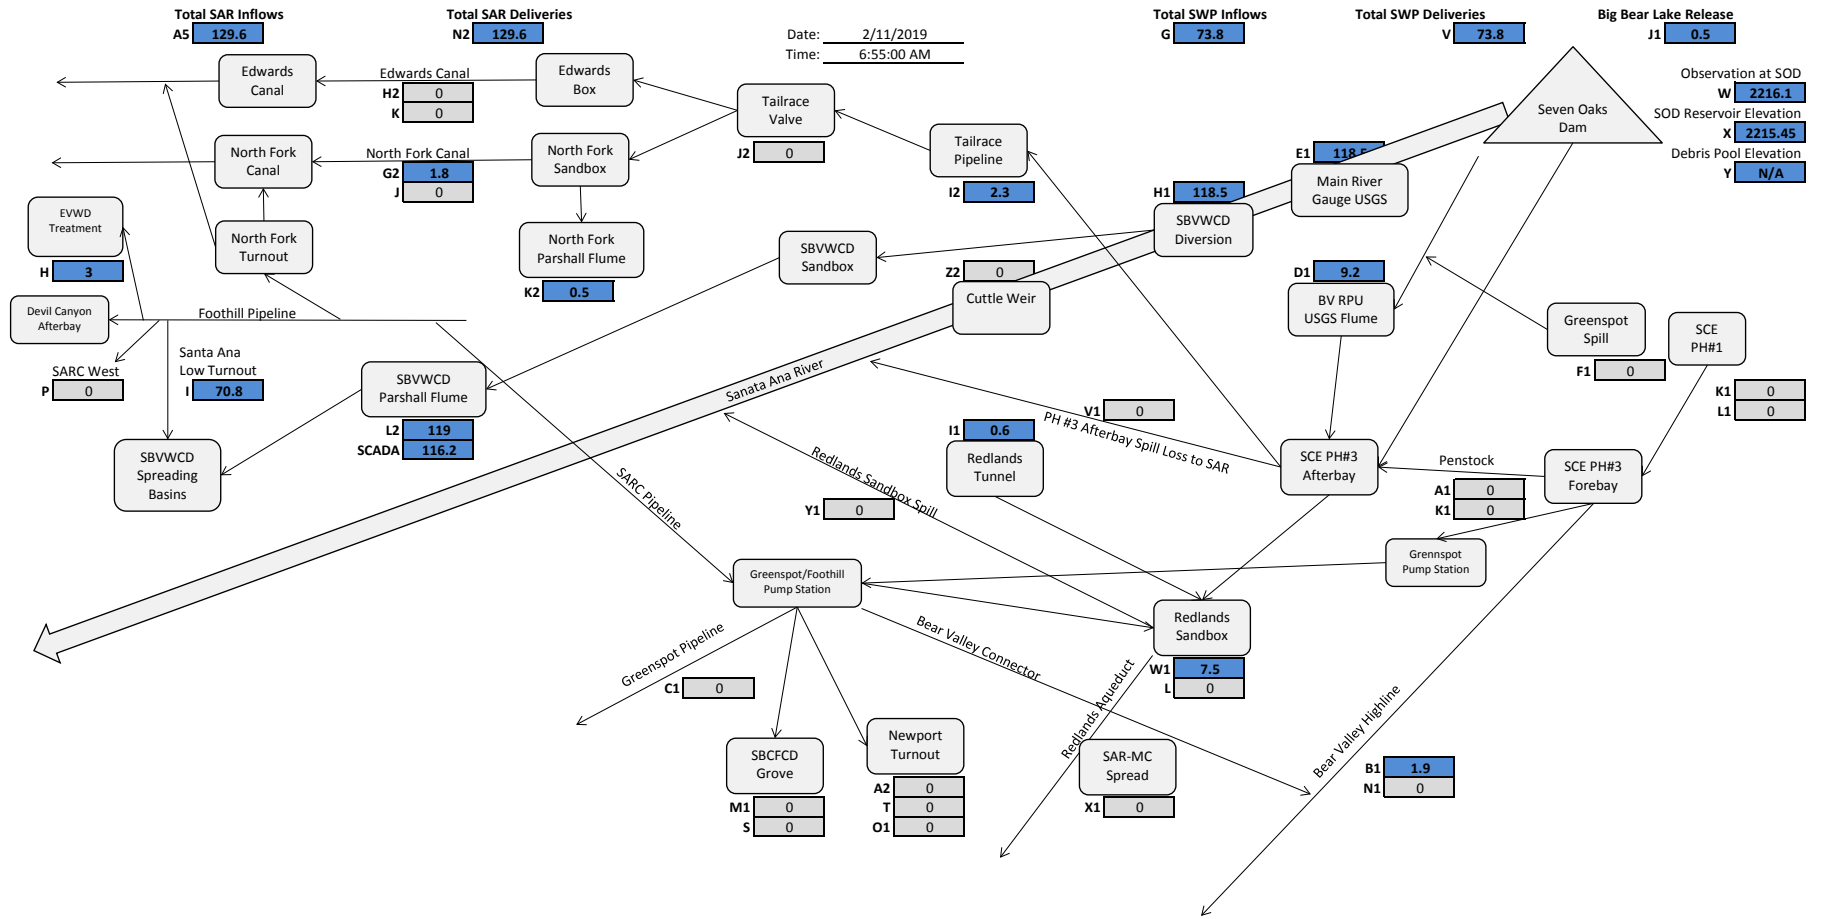 Total SAR Inflows
A5 129.6
Total SAR Deliveries
N2 129.6
Date: 2/11/2019
Time: 6:55:00 AM
Total SWP Inflows
G 73.8
Total SWP Deliveries
V 73.8
Big Bear Lake Release
J1 0.5
Edwards
Canal
Edwards Canal
H2 0
K 0
Edwards
Box
Tailrace
Valve
J2 0
Tailrace
Pipeline
I2 2.3
Seven Oaks
Dam
Observation at SOD
W 2216.1
SOD Reservoir Elevation
X 2215.45
Debris Pool Elevation
Y N/A
North Fork
Canal
North Fork Canal
G2 1.8
J 0
North Fork
Sandbox
E1 118.5
Main River
Gauge USGS
H1 118.5
SBVWCD
Diversion
EVWD
Treatment
H 3
North Fork
Turnout
North Fork
Parshall Flume
K2 0.5
SBVWCD
Sandbox
Z2 0
Cuttle Weir
D1 9.2
BV RPU
USGS Flume
Greenspot
Spill
F1 0
SCE
PH#1
K1 0
L1 0
Devil Canyon
Afterbay
Foothill Pipeline
SARC West
P 0
Santa Ana
Low Turnout
I 70.8
SBVWCD
Parshall Flume
L2 119
SCADA 116.2
Sanata Ana River
V1 0
PH #3 Afterbay Spill Loss to SAR
I1 0.6
Redlands
Tunnel
SBVWCD
Spreading
Basins
SARC Pipeline
Redlands Sandbox Spill
Y1 0
SCE PH#3
Afterbay
Penstock
A1 0
K1 0
SCE PH#3
Forebay
Grennspot
Pump Station
Greenspot/Foothill
Pump Station
Redlands
Sandbox
W1 7.5
L 0
Greenspot Pipeline
C1 0
Bear Valley Connector
Redlands Aqueduct
Bear Valley Highline
SBCFCD
Grove
M1 0
S 0
Newport
Turnout
A2 0
T 0
O1 0
SAR-MC
Spread
X1 0
B1 1.9
N1 0